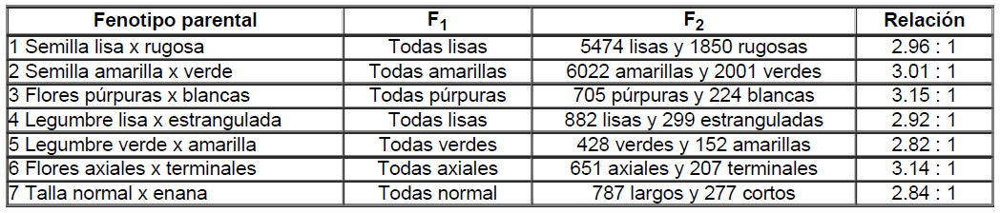 Fenotipo parental F1 F2 Relación
1 Semilla lisa x rugosa Todas lisas 5474 lisas y 1850 rugosas 2.96 : 1
2 Semilla amarilla x verde Todas amarillas 6022 amarillas y 2001 verdes 3.01 : 1
3 Flores púrpuras x blancas Todas púrpuras 705 púrpuras y 224 blancas 3.15 : 1
4 Legumbre lisa x estrangulada Todas lisas 882 lisas y 299 estranguladas 2.92 : 1
5 Legumbre verde x amarilla Todas verdes 428 verdes y 152 amarillas 2.82 : 1
6 Flores axiales x terminales Todas axiales 651 axiales y 207 terminales 3.14 : 1
7 Talla normal x enana Todas normal 787 largos y 277 cortos 2.84 : 1